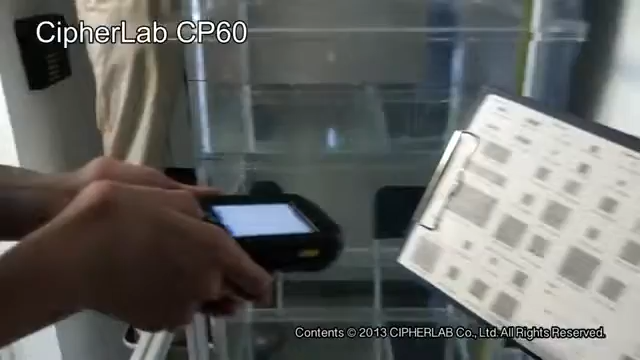 CipherLab CP60
Contents © 2013 CIPHERLAB Co., Ltd. All Rights Reserved.